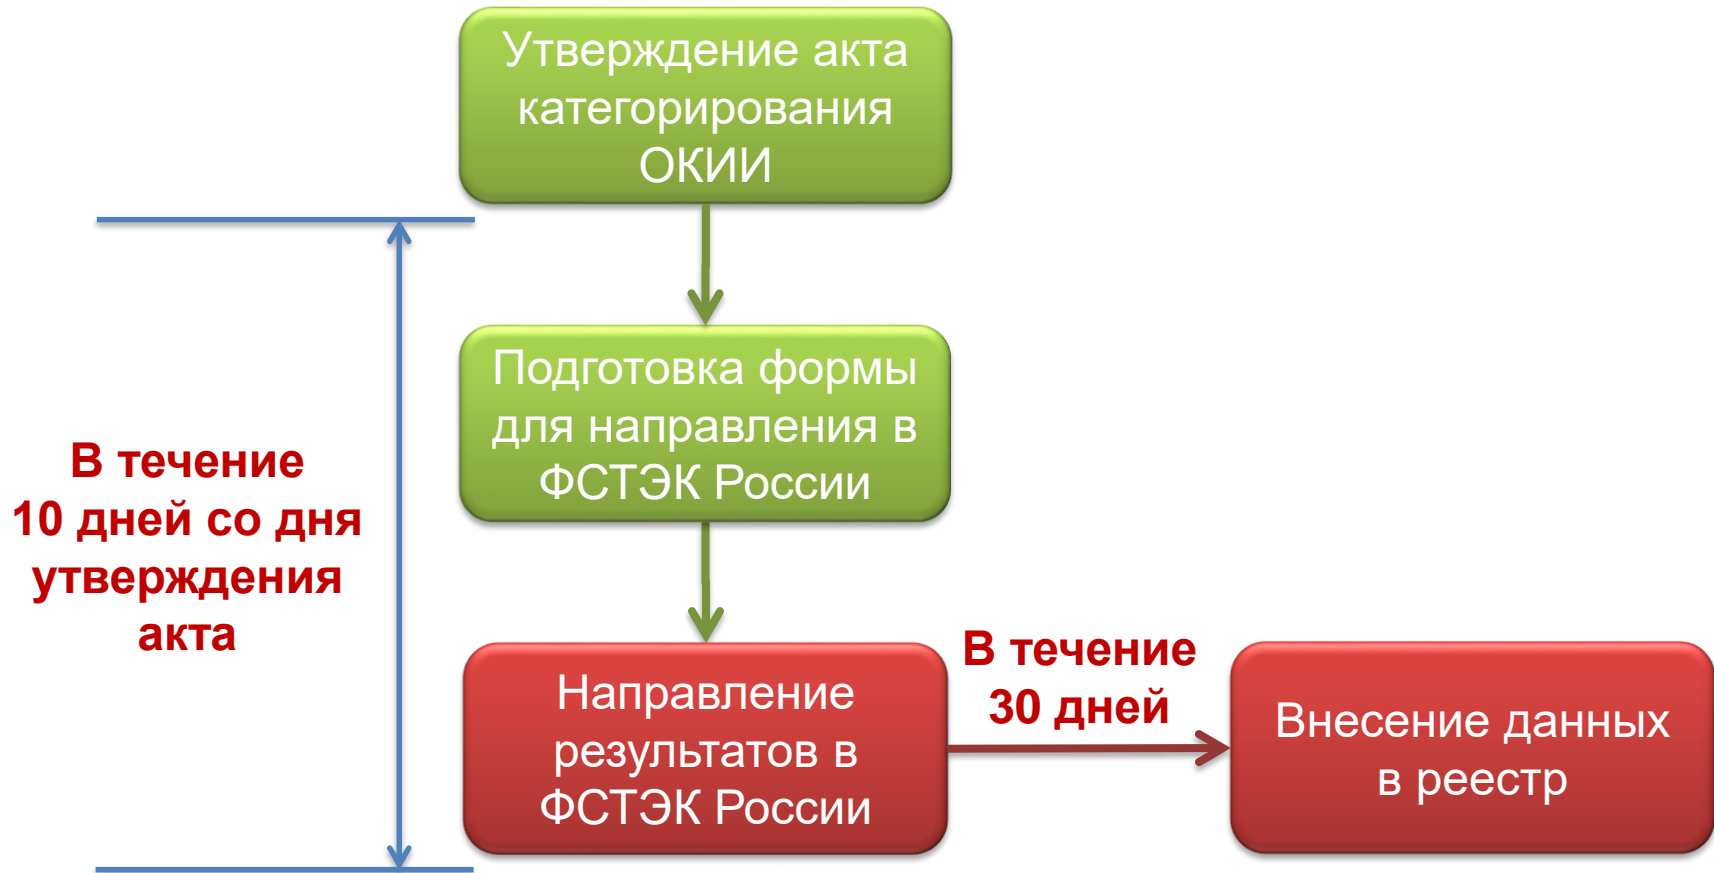 Утверждение акта
категорирования
ОКИИ
Подготовка формы
для направления в
ФСТЭК России
В течение
10 дней со дня
утверждения
акта
Направление
результатов в
ФСТЭК России
В течение
30 дней
Внесение данных
в реестр